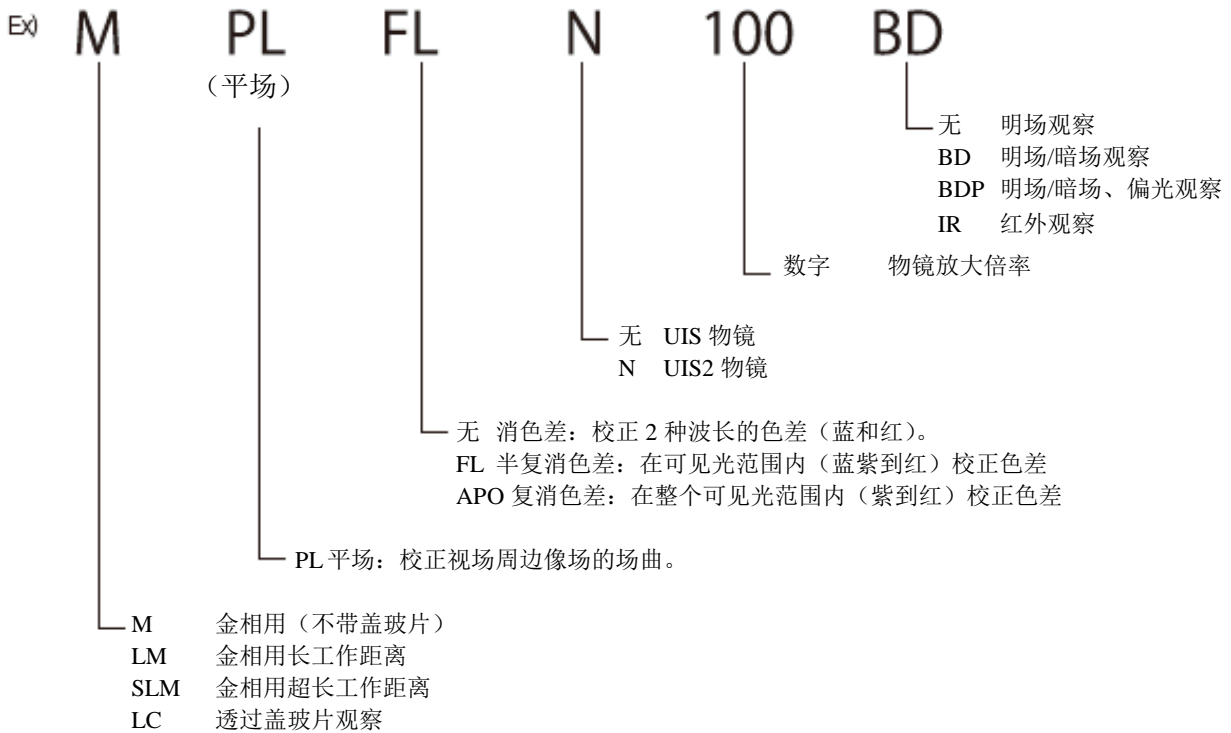 Ex) M PL FL N 100 BD
（平场）
无 明场观察
BD 明场/暗场观察
BDP 明场/暗场、偏光观察
IR 红外观察
数字 物镜放大倍率
无 UIS 物镜
N UIS2 物镜
无 消色差：校正 2 种波长的色差（蓝和红）。
FL 半复消色差：在可见光范围内（蓝紫到红）校正色差
APO 复消色差：在整个可见光范围内（紫到红）校正色差
PL 平场：校正视场周边像场的场曲。
M 金相用（不带盖玻片）
LM 金相用长工作距离
SLM 金相用超长工作距离
LC 透过盖玻片观察